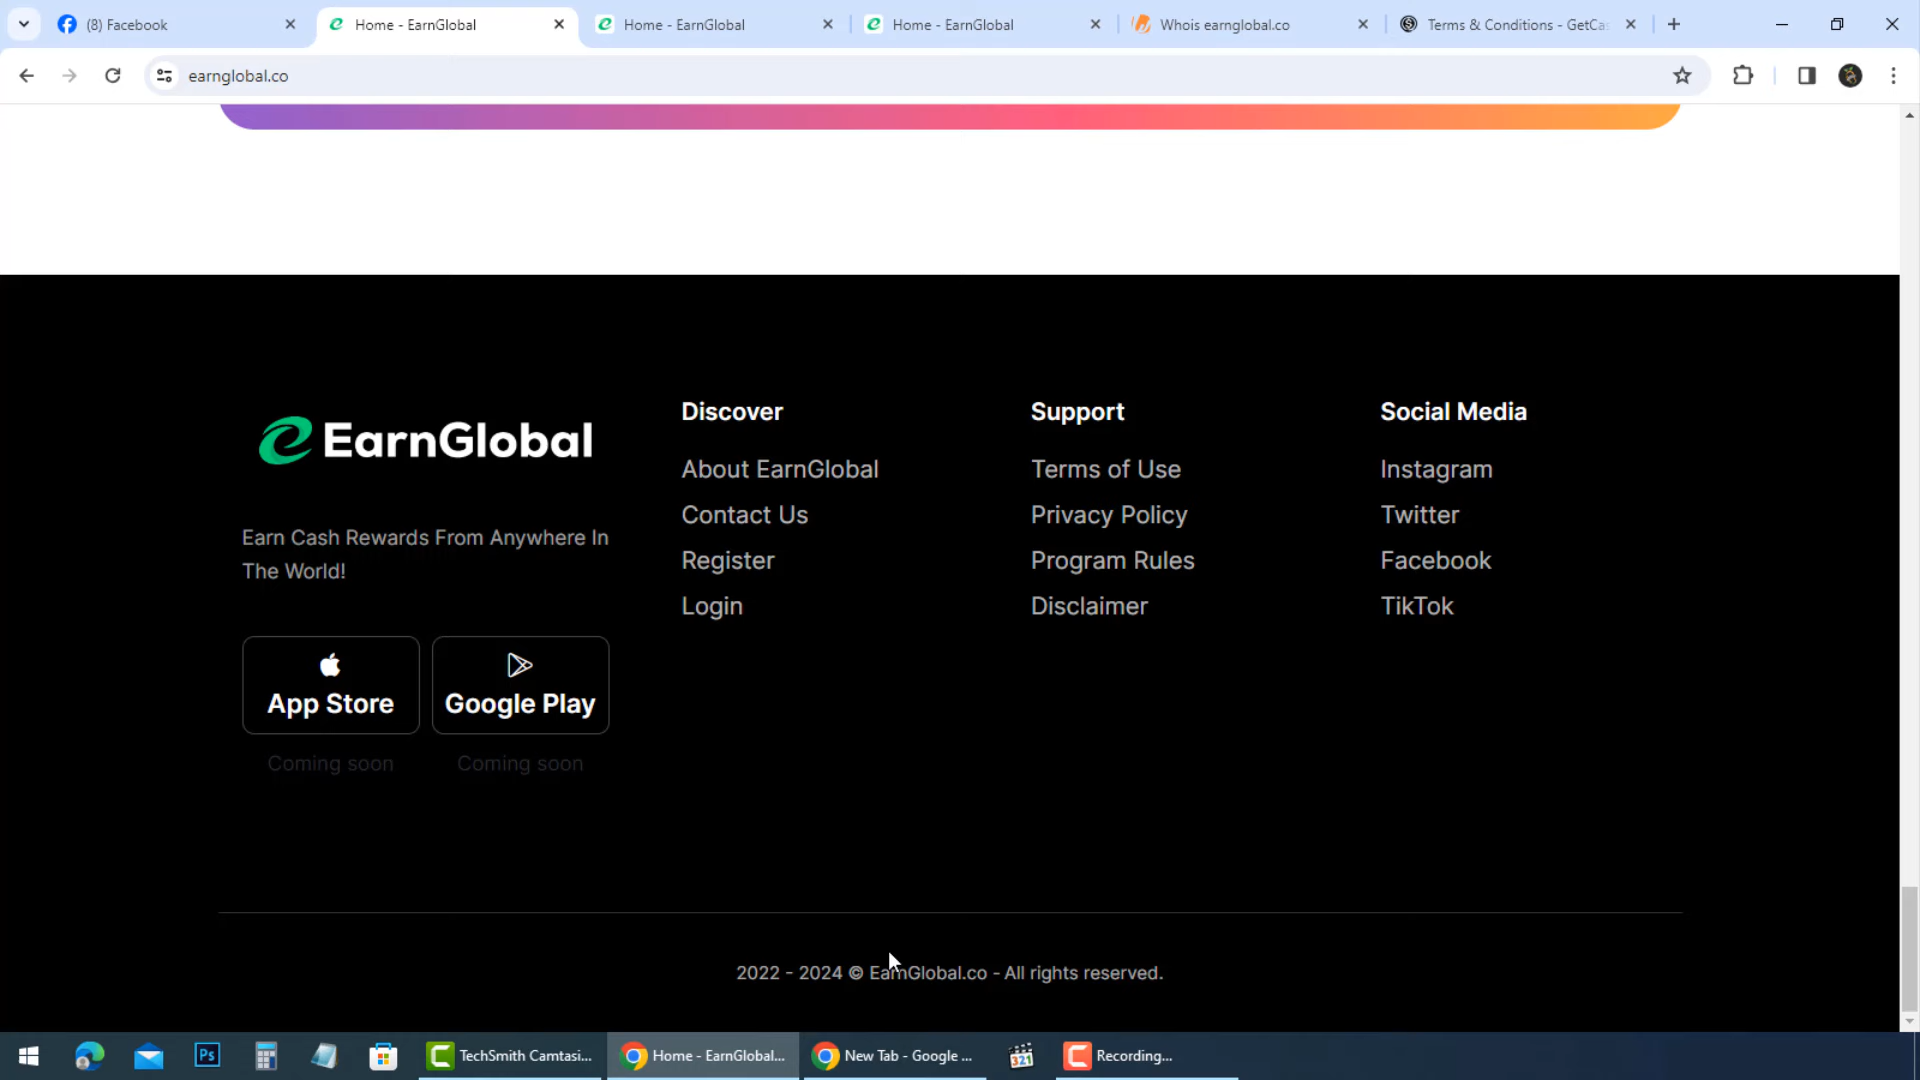 (8) Facebook
Home - EarnGlobal
Home - EarnGlobal
Home - EarnGlobal
Whois earnglobal.co
Terms & Conditions - GetCa
earnglobal.co
EarnGlobal
Earn Cash Rewards From Anywhere In
The World!
App Store
Google Play
Coming soon
Coming soon
Discover
About EarnGlobal
Contact Us
Register
Login
Support
Terms of Use
Privacy Policy
Program Rules
Disclaimer
Social Media
Instagram
Twitter
Facebook
TikTok
2022 - 2024 © EarnGlobal.co - All rights reserved.
Ps
TechSmith Camtasi...
Home - EarnGlobal...
New Tab - Google ...
321
Recording...